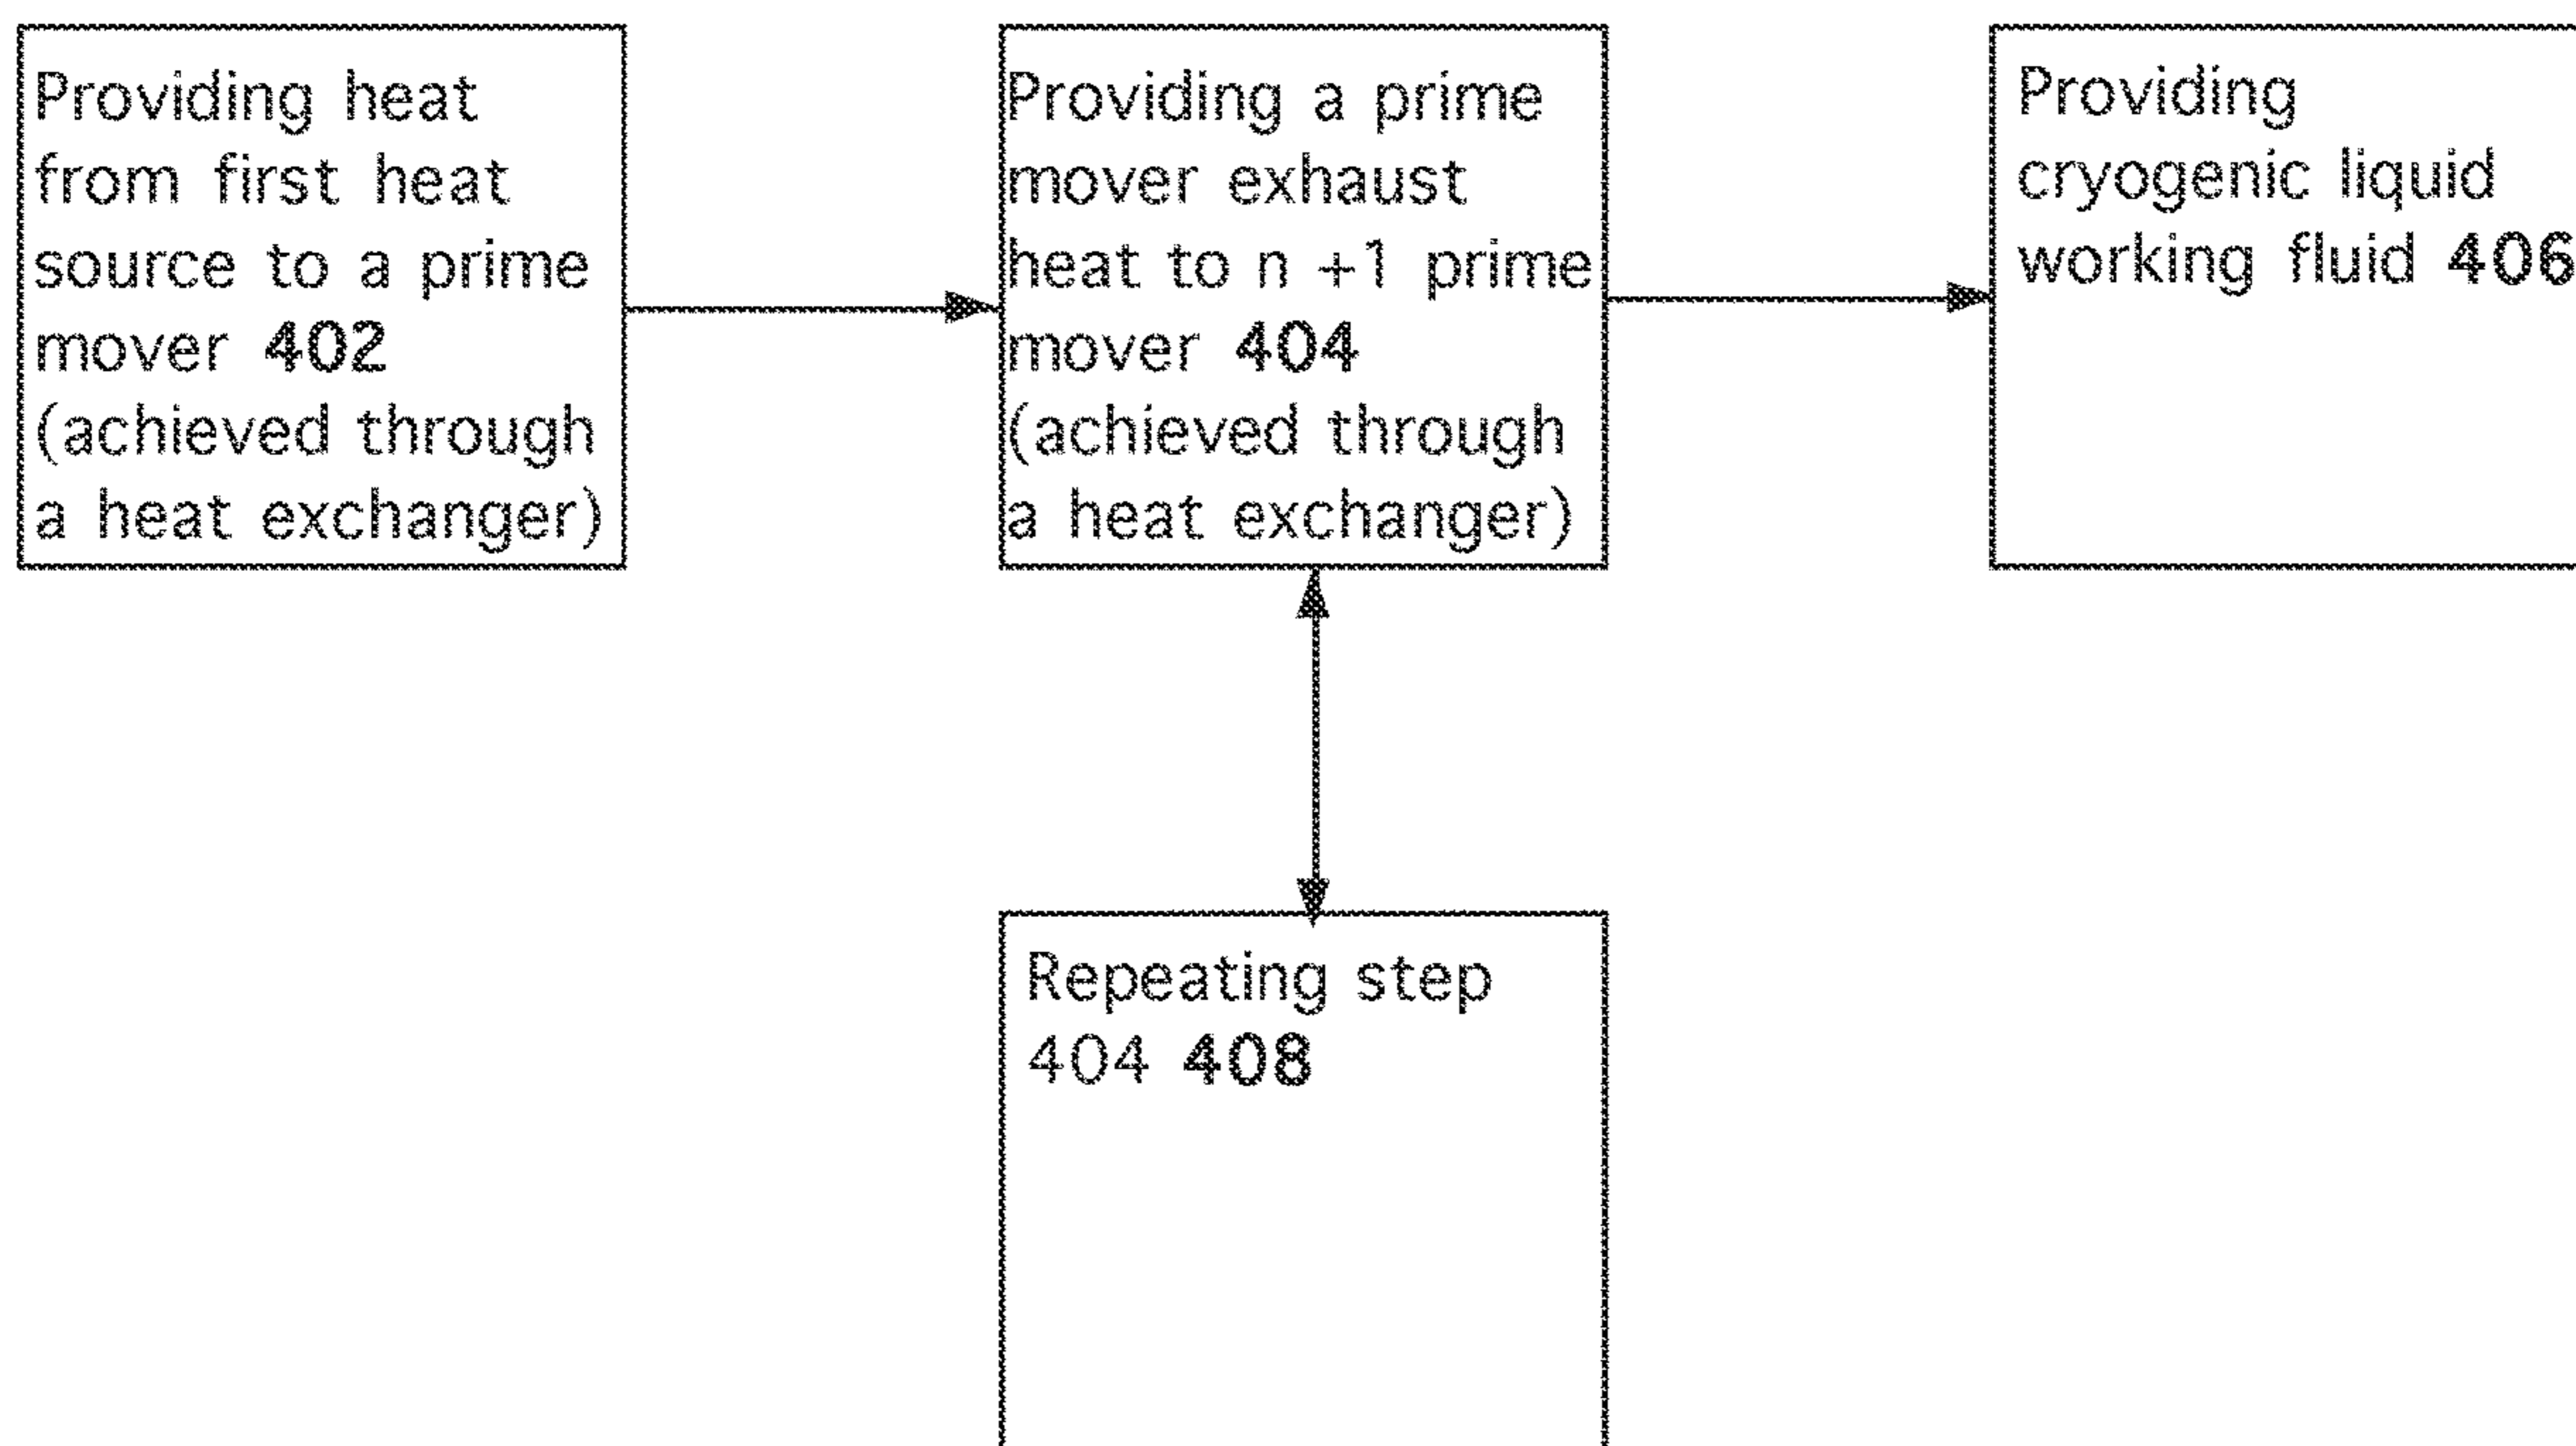 Providing heat
from first heat
source to a prime
mover 402
(achieved through
a heat exchanger)
Providing a prime
mover exhaust
heat to n +1 prime
mover 404
(achieved through
a heat exchanger)
Providing
cryogenic liquid
working fluid 406
Repeating step
404 408